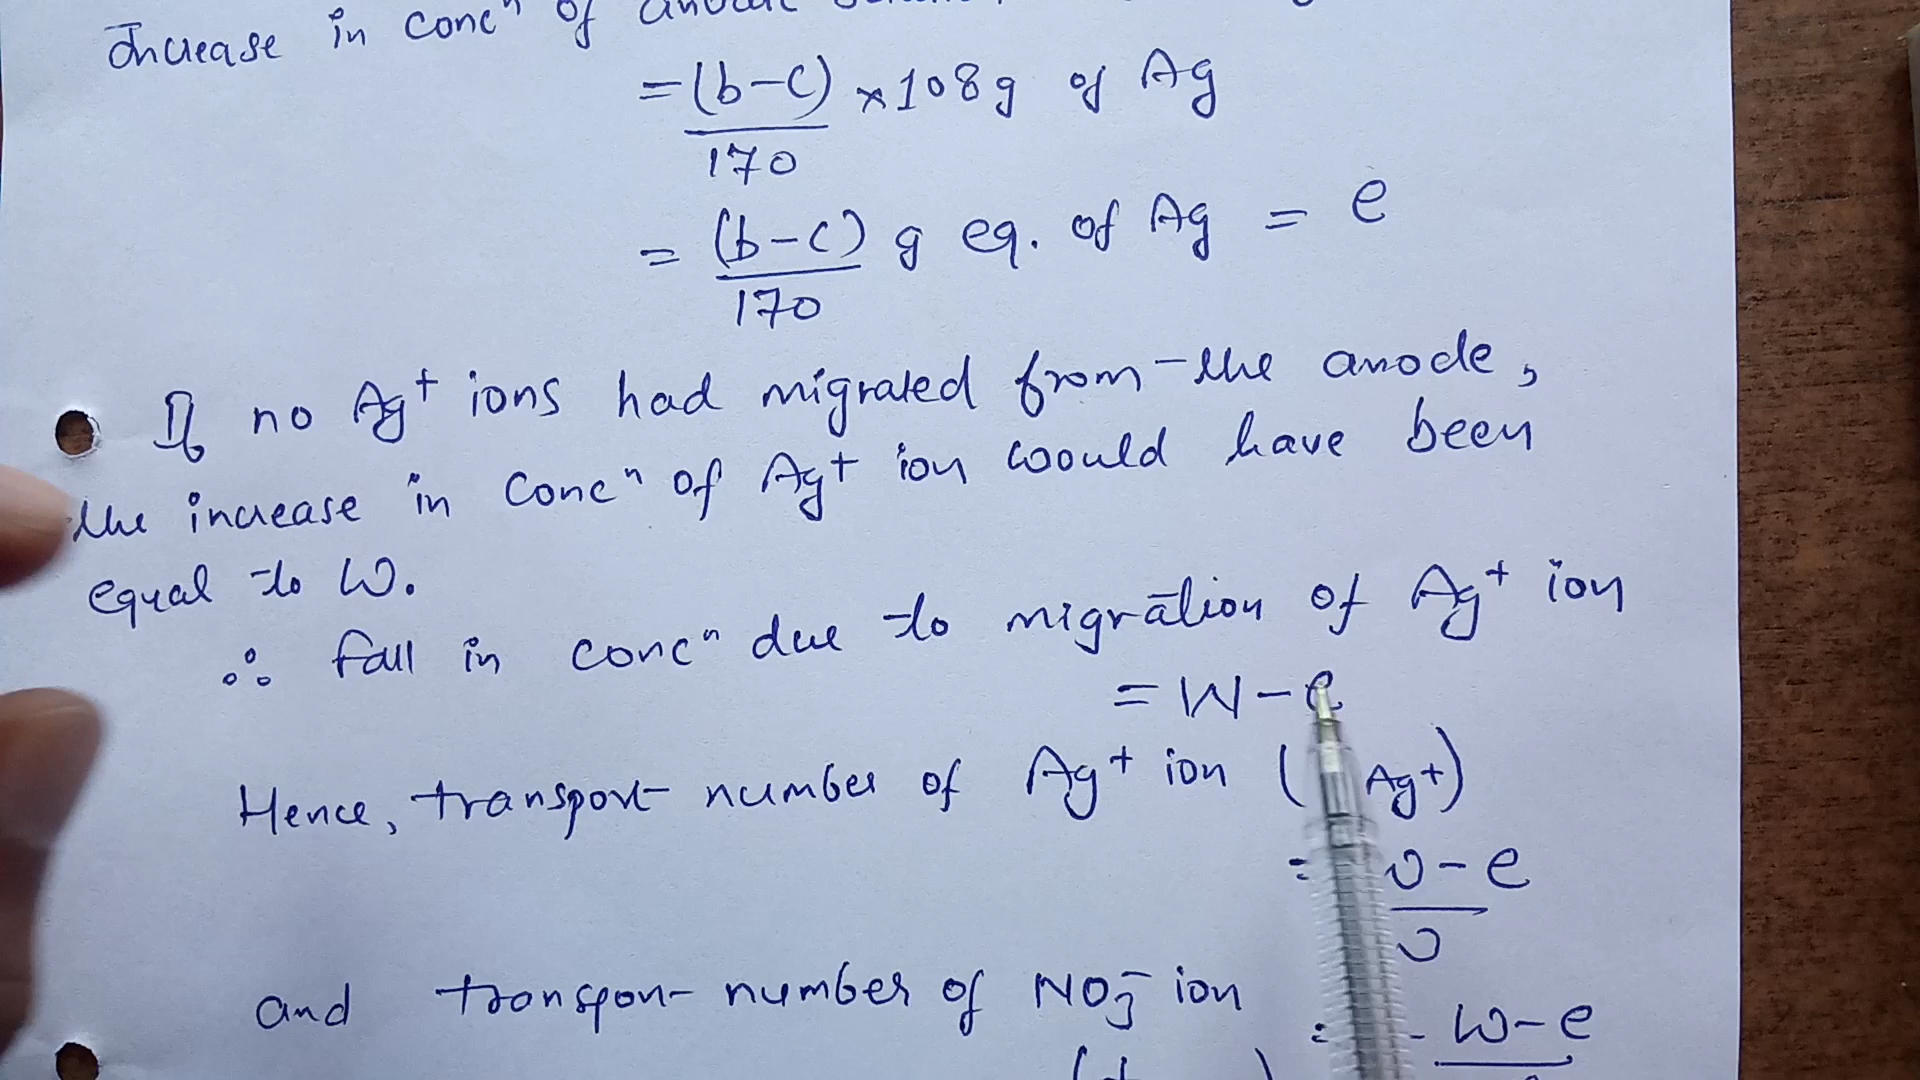 Increase in concⁿ of
= (b-c) × 108 g of Ag
170
= (b-c) g eq. of Ag = e
170
If no Ag⁺ ions had migrated from the anode,
the increase in concⁿ of Ag⁺ ion would have been
equal to W.
∴ fall in concⁿ due to migration of Ag⁺ ion
= W - e
Hence, transport number of Ag⁺ ion ( Ag⁺)
- e
and transport number of NO₃⁻ ion
- W-e